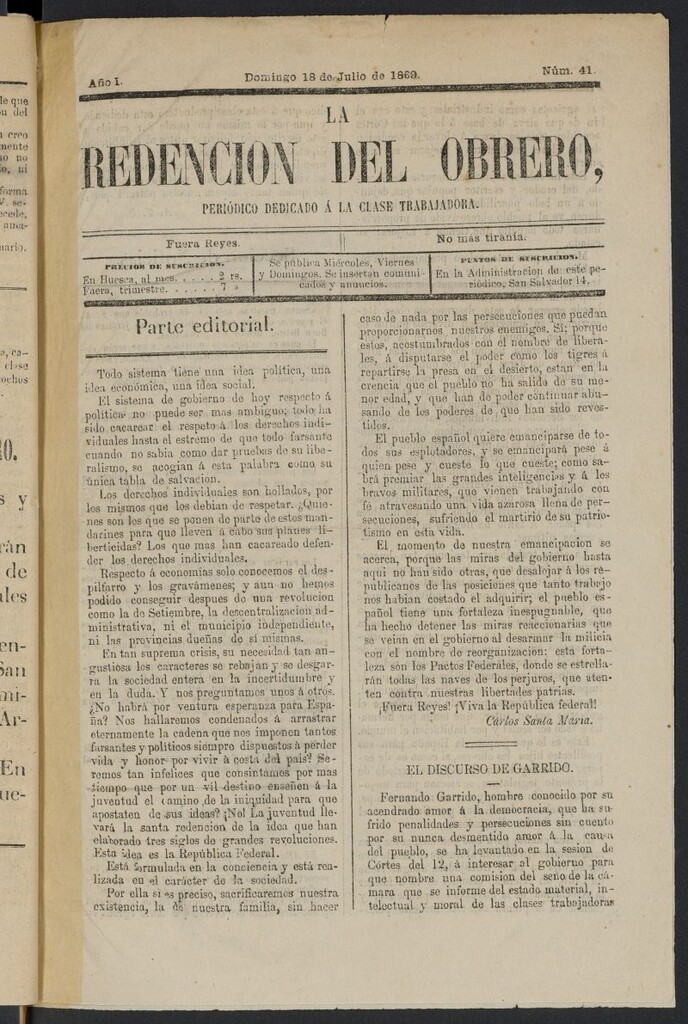 Año I.
Domingo 18 de Julio de 1869.
Núm. 41.
LA
REDENCION DEL OBRERO,
PERIÓDICO DEDICADO Á LA CLASE TRABAJADORA.
Fuera Reyes.
No más tiranía.
PRECIOS DE SUSCRICION.
En Huesca, al mes. . . . . 2 rs.
Fuera, trimestre. . . . . . 7 »
Se publica Miércoles, Viernes
y Domingos. Se insertan comuni-
cados y anuncios.
PUNTOS DE SUSCRICION.
En la Administracion de este pe-
riódico, San Salvador 14.
Parte editorial.
Todo sistema tiene una idea política, una
idea económica, una idea social.
El sistema de gobierno de hoy respecto á
política no puede ser mas ambiguo; todo ha
sido cacarear el respeto á los derechos indi-
viduales hasta el estremo de que todo farsante
cuando no sabia como dar pruebas de su libe-
ralismo, se acogian á esta palabra como su
única tabla de salvacion.
Los derechos individuales son hollados, por
los mismos que los debian de respetar. ¿Quie-
nes son los que se ponen de parte de estos man-
darines para que lleven á cabo sus planes li-
berticidas? Los que mas han cacareado defen-
der los derechos individuales.
Respecto á economías solo conocemos el des-
pilfarro y los gravámenes; y aun no hemos
podido conseguir despues de una revolucion
como la de Setiembre, la descentralizacion ad-
ministrativa, ni el municipio independiente,
ni las provincias dueñas de sí mismas.
En tan suprema crisis, su necesidad tan an-
gustiosa los caracteres se rebajan y se desgar-
ra la sociedad entera en la incertidumbre y
en la duda. Y nos preguntamos unos á otros.
¿No habrá por ventura esperanza para Espa-
ña? Nos hallaremos condenados á arrastrar
eternamente la cadena que nos imponen tantos
farsantes y políticos siempre dispuestos á perder
vida y honor por vivir á costa del pais? Se-
remos tan infelices que consintamos por mas
tiempo que por un vil destino enseñen á la
juventud el camino de la iniquidad para que
apostaten de sus ideas? ¡No! La juventud lle-
vará la santa redencion de la idea que han
elaborado tres siglos de grandes revoluciones.
Esta idea es la República Federal.
Está formulada en la conciencia y está rea-
lizada en el carácter de la sociedad.
Por ella si es preciso, sacrificaremos nuestra
existencia, la de nuestra familia, sin hacer
caso de nada por las persecuciones que puedan
proporcionarnos nuestros enemigos. Sí; porque
estos, acostumbrados con el nombre de libera-
les, á disputarse el poder como los tigres á
repartirse la presa en el desierto, estan en la
creencia que el pueblo no ha salido de su me-
nor edad, y que han de poder continuar abu-
sando de los poderes de que han sido reves-
tidos.
El pueblo español quiere emanciparse de to-
dos sus esplotadores, y se emancipará pese á
quien pese y cueste lo que cueste; como sa-
brá premiar las grandes inteligencias y á los
bravos militares, que vienen trabajando con
fé atravesando una vida azarosa llena de per-
secuciones, sufriendo el martirio de su patrio-
tismo en esta vida.
El momento de nuestra emancipacion se
acerca, porque las miras del gobierno hasta
aqui no han sido otras, que desalojar á los re-
publicanos de las posiciones que tanto trabajo
nos habian costado el adquirir; el pueblo es-
pañol tiene una fortaleza inespugnable, que
ha hecho detener las miras reaccionarias que
se veian en el gobierno al desarmar la milicia
con el nombre de reorganizacion: esta forta-
leza son los Pactos Federales, donde se estrella-
rán todas las naves de los perjuros, que aten-
ten contra nuestras libertades patrias.
¡Fuera Reyes! ¡Viva la República federal!
Cárlos Santa Maria.
EL DISCURSO DE GARRIDO.
Fernando Garrido, hombre conocido por su
acendrado amor á la democracia, que ha su-
frido penalidades y persecuciones sin cuento
por su nunca desmentido amor á la causa
del pueblo, se ha levantado en la sesion de
Córtes del 12, á interesar al gobierno para
que nombre una comision del seno de la cá-
mara que se informe del estado material, in-
telectual y moral de las clases trabajadoras